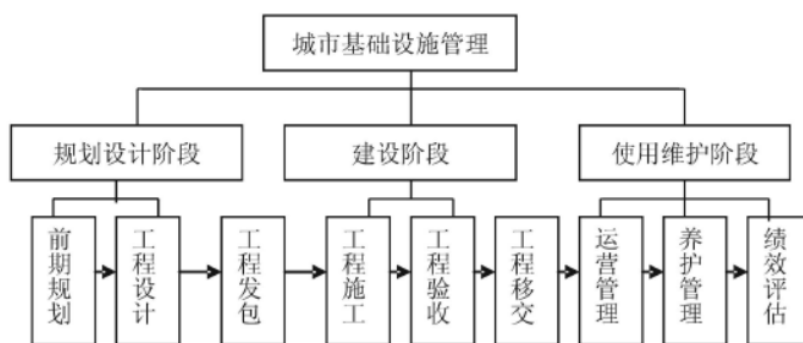 城市基础设施管理
规划设计阶段
建设阶段
使用维护阶段
前期规划
工程设计
工程发包
工程施工
工程验收
工程移交
运营管理
养护管理
绩效评估